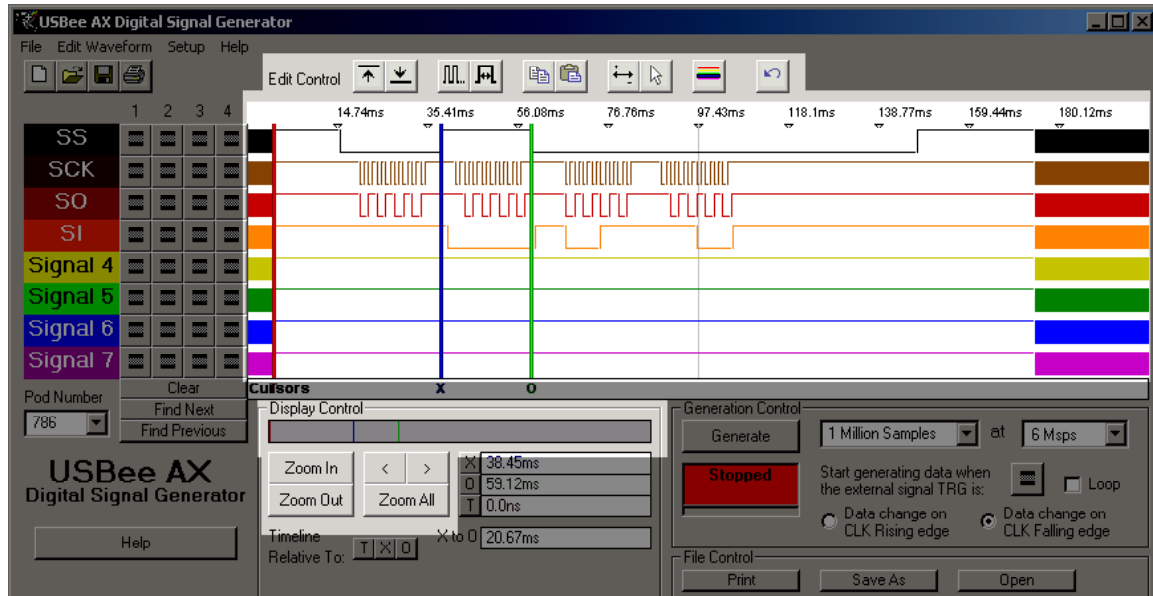 USBee AX Digital Signal Generator
File Edit Waveform Setup Help
Edit Control
1 2 3 4
14.74ms 35.41ms 56.08ms 76.76ms 97.43ms 118.1ms 138.77ms 159.44ms 180.12ms
SS
SCK
SO
SI
Signal 4
Signal 5
Signal 6
Signal 7
Clear
Cursors X O
Pod Number
786
Find Next
Find Previous
USBee AX
Digital Signal Generator
Help
Display Control
Zoom In < >
Zoom Out Zoom All
X 38.45ms
O 59.12ms
T 0.0ns
Timeline
Relative To: T X O
X to O 20.67ms
Generation Control
Generate 1 Million Samples at 6 Msps
Stopped
Start generating data when
the external signal TRG is:
Loop
Data change on
CLK Rising edge
Data change on
CLK Falling edge
File Control
Print Save As Open